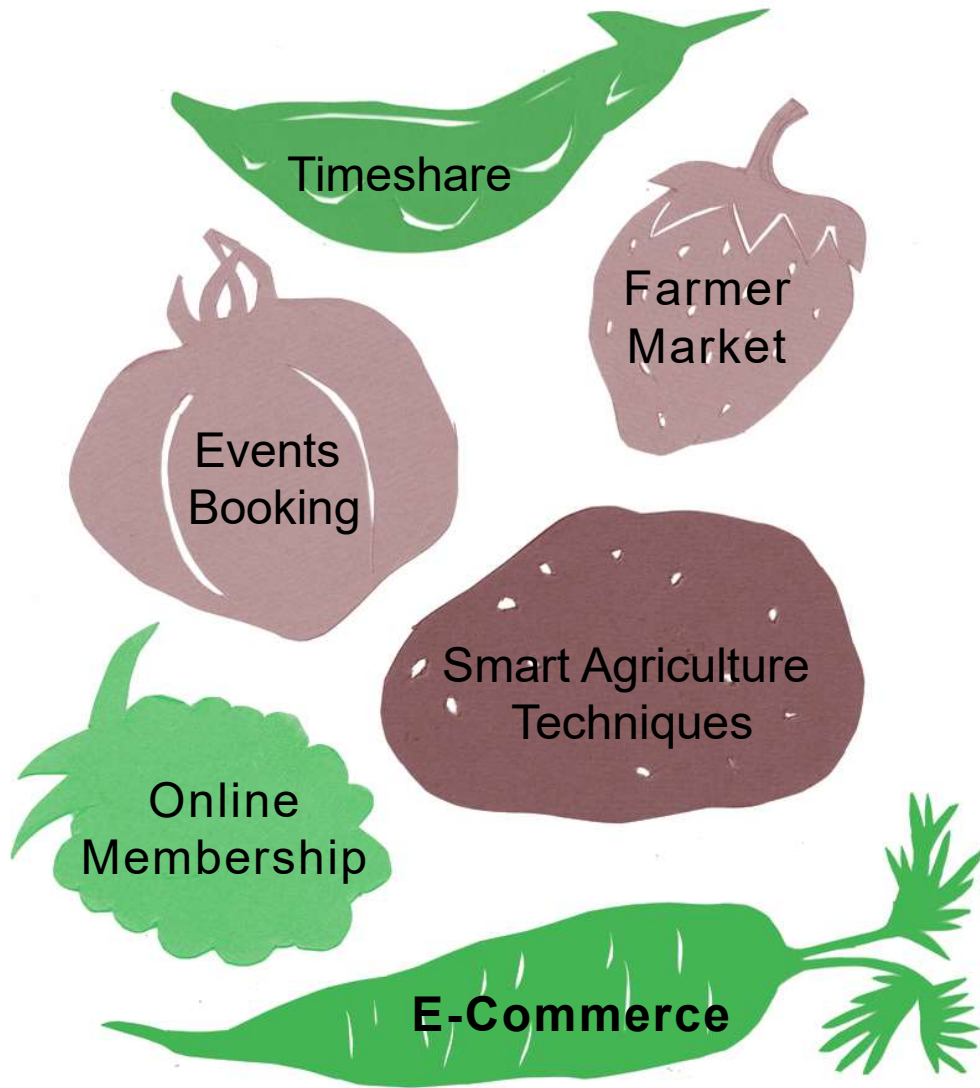 Timeshare
Farmer
Market
Events
Booking
Smart Agriculture
Techniques
Online
Membership
E-Commerce